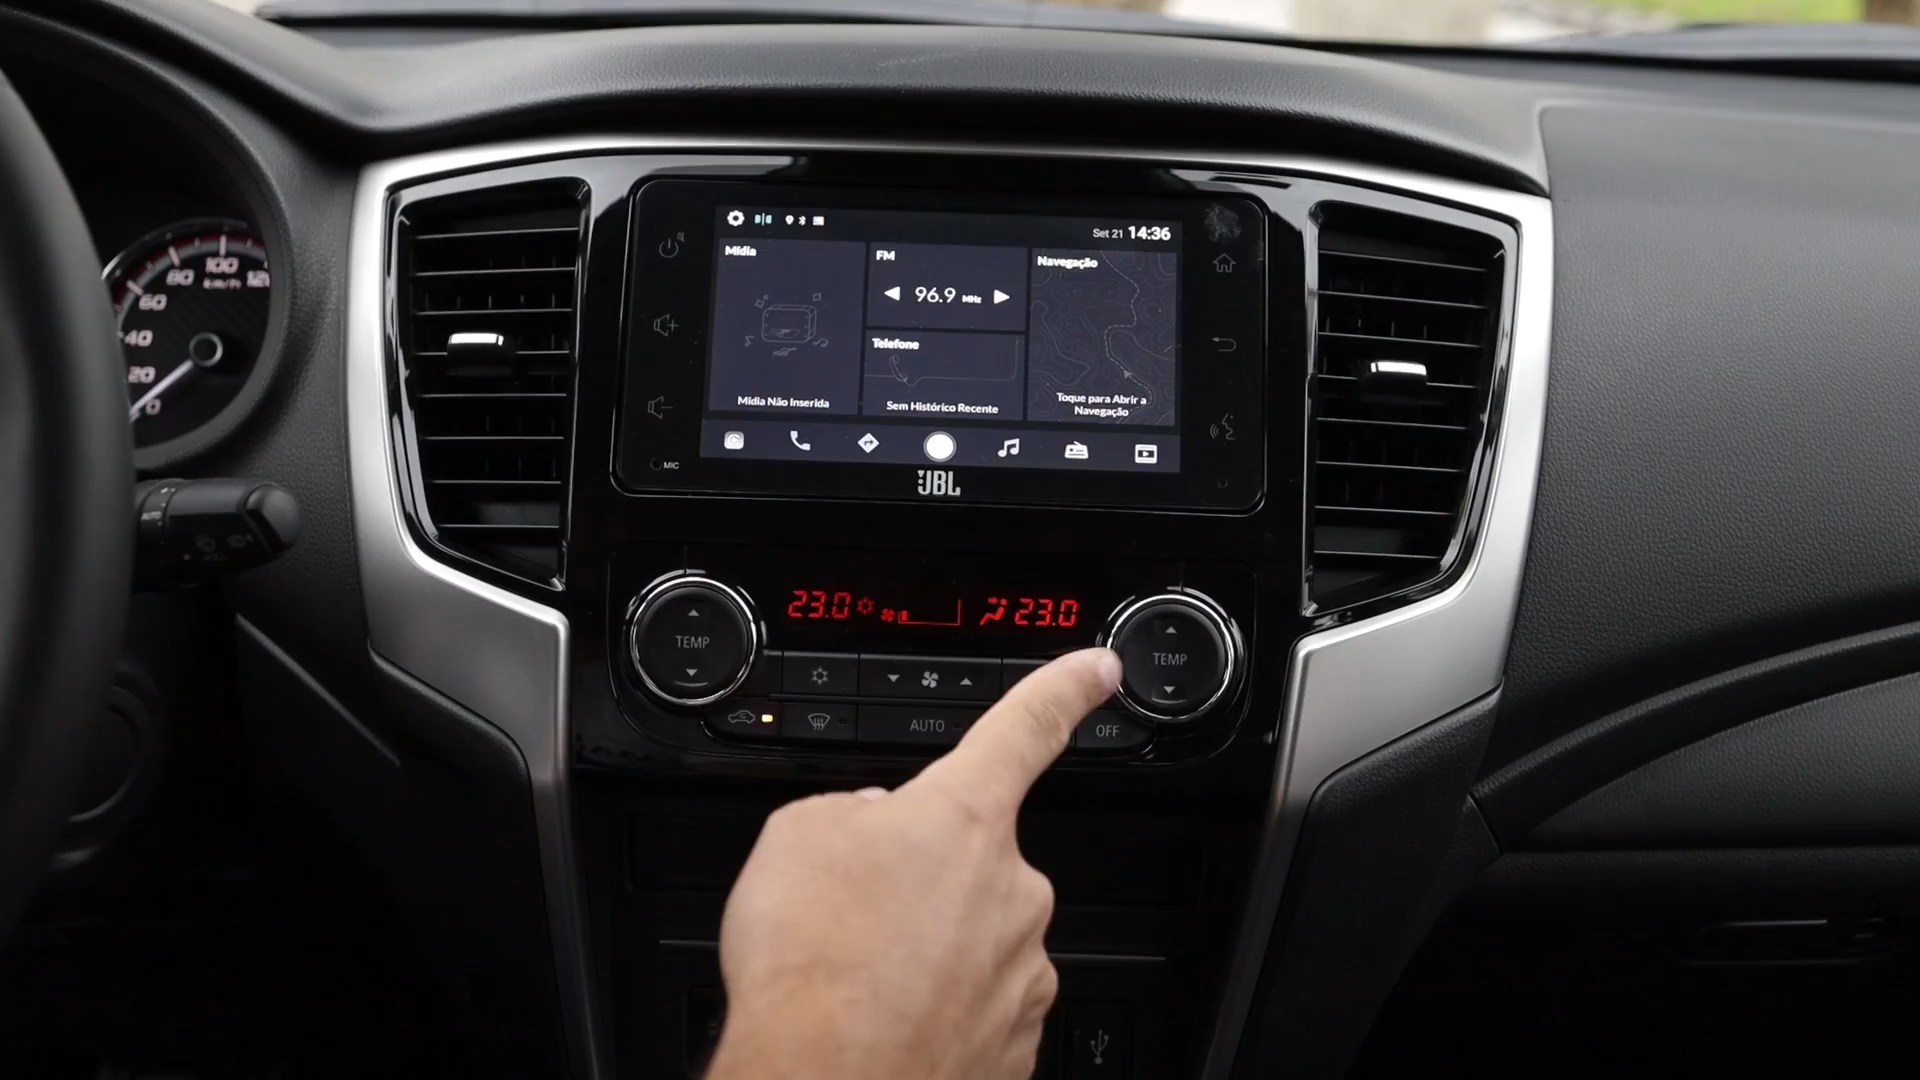 Set 21 14:36
Mídia
FM
Navegação
96.9 MHz
Telefone
Mídia Não Inserida
Sem Histórico Recente
Toque para Abrir a
Navegação
MIC
JBL
120
100
80
km/h
60
40
20
0
AUTO
23.0
23.0
TEMP
TEMP
AUTO
OFF